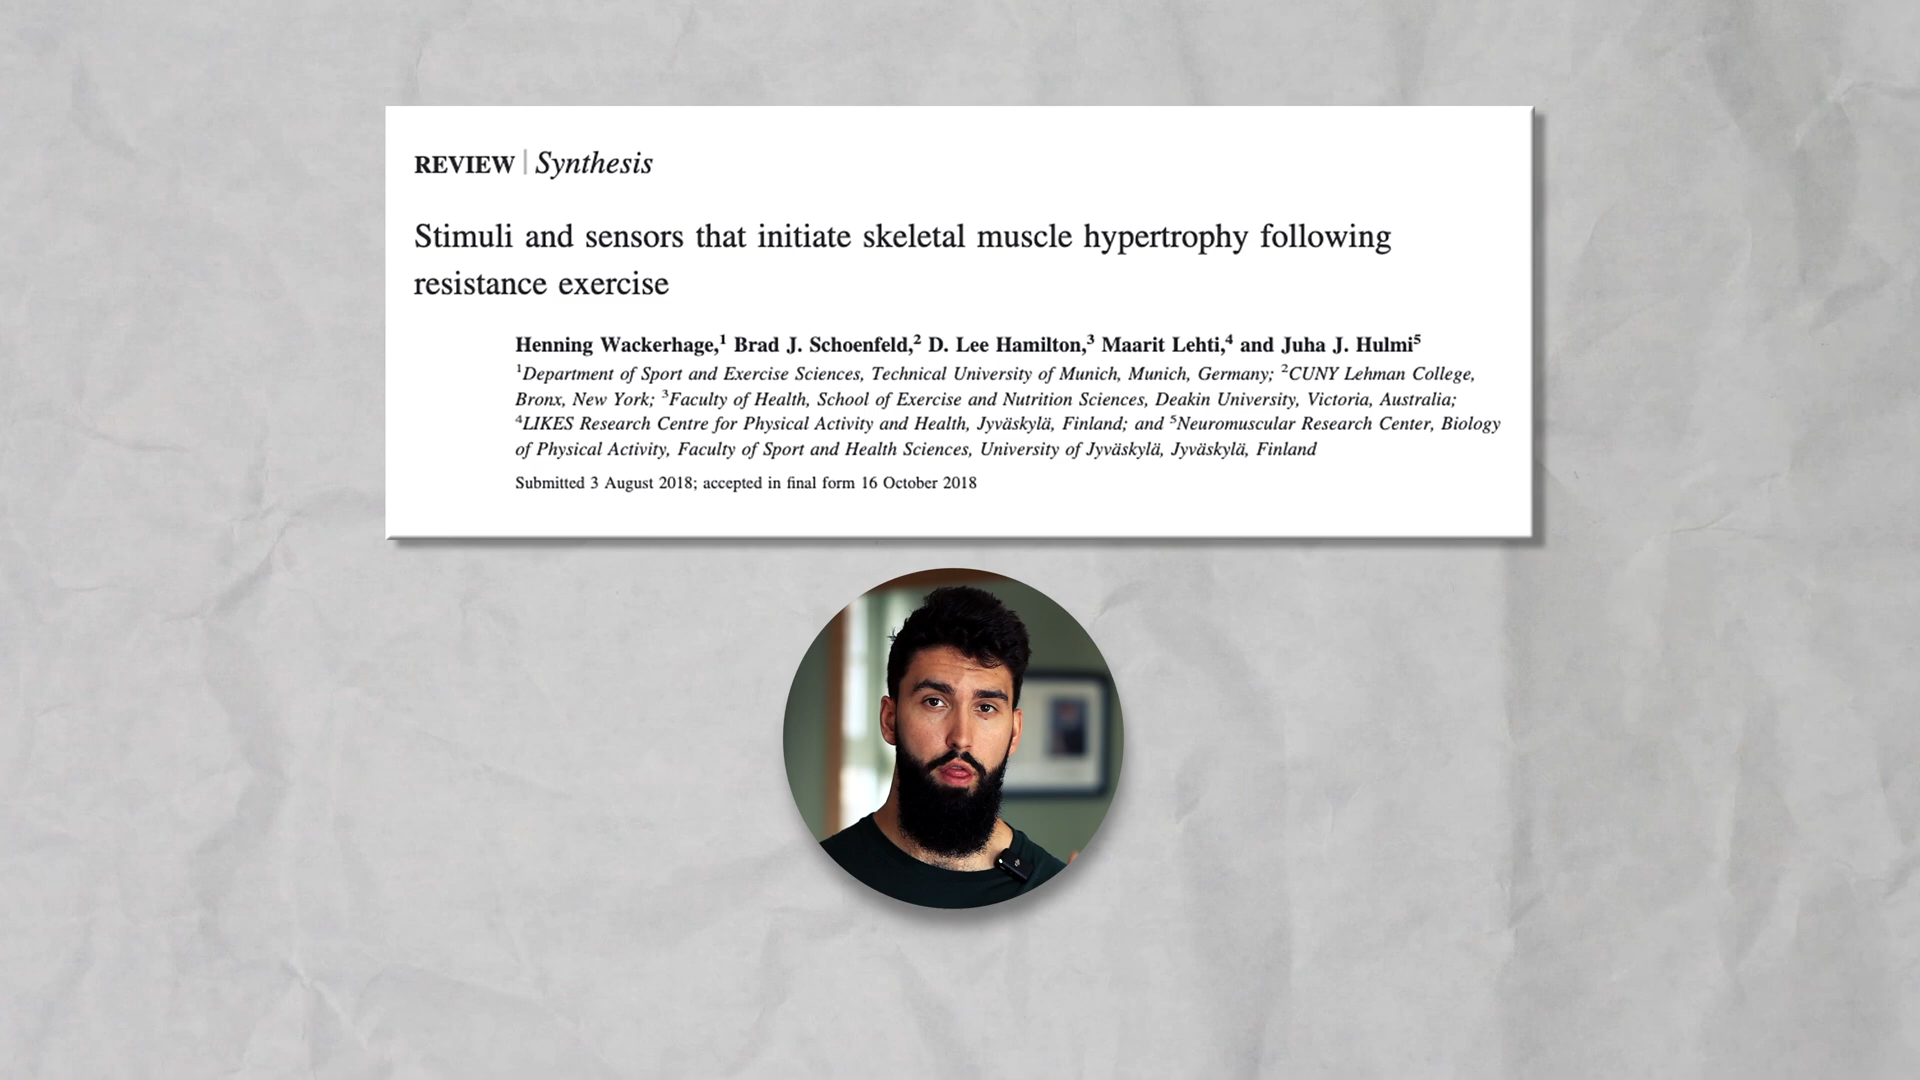 REVIEW | Synthesis
Stimuli and sensors that initiate skeletal muscle hypertrophy following
resistance exercise
Henning Wackerhage,¹ Brad J. Schoenfeld,² D. Lee Hamilton,³ Maarit Lehti,⁴ and Juha J. Hulmi⁵
¹Department of Sport and Exercise Sciences, Technical University of Munich, Munich, Germany; ²CUNY Lehman College,
Bronx, New York; ³Faculty of Health, School of Exercise and Nutrition Sciences, Deakin University, Victoria, Australia;
⁴LIKES Research Centre for Physical Activity and Health, Jyväskylä, Finland; and ⁵Neuromuscular Research Center, Biology
of Physical Activity, Faculty of Sport and Health Sciences, University of Jyväskylä, Jyväskylä, Finland
Submitted 3 August 2018; accepted in final form 16 October 2018